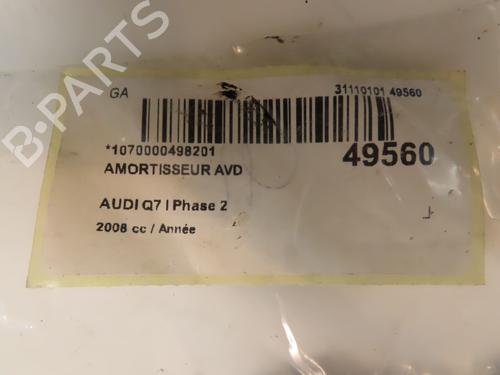 B-PARTS
GA
31110101 49560
*1070000498201
49560
AMORTISSEUR AVD
AUDI Q7 I Phase 2
2008 cc / Année